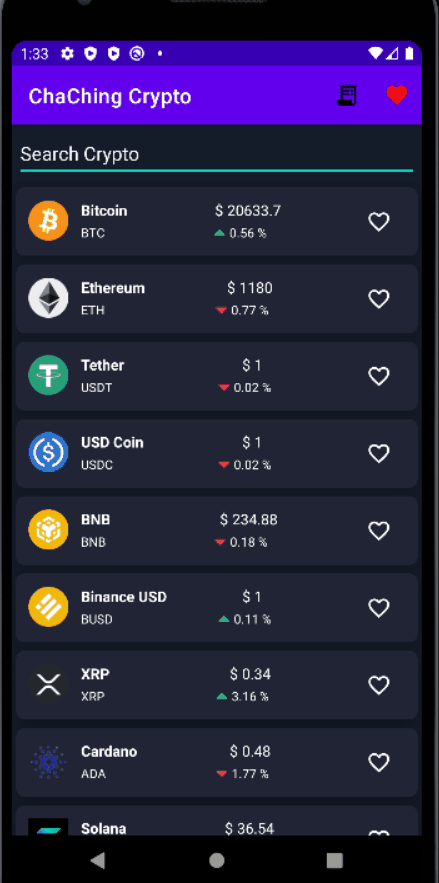 1:33
ChaChing Crypto
Search Crypto
Bitcoin
$ 20633.7
BTC
0.56 %
Ethereum
$ 1180
ETH
0.77 %
Tether
$ 1
USDT
0.02 %
USD Coin
$ 1
USDC
0.02 %
BNB
$ 234.88
BNB
0.18 %
Binance USD
$ 1
BUSD
0.11 %
XRP
$ 0.34
XRP
3.16 %
Cardano
$ 0.48
ADA
1.77 %
Solana
$ 36.54